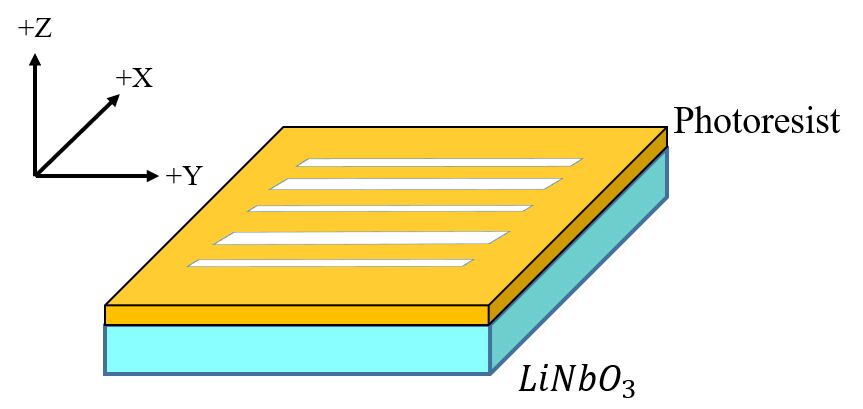 +Z
+X
+Y
Photoresist
LiNbO₃